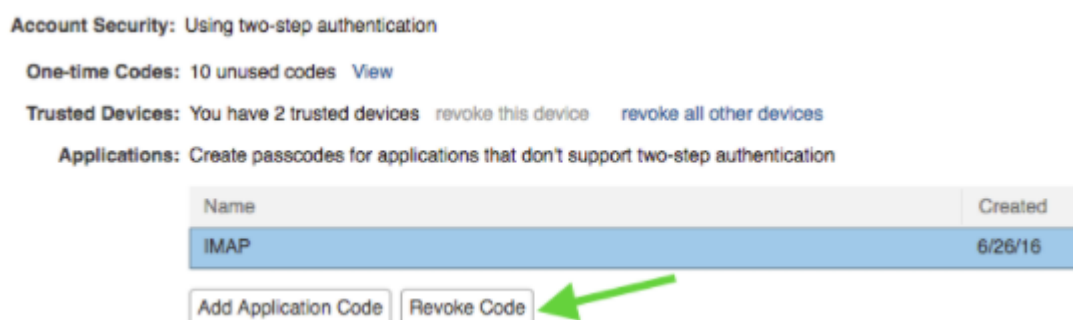 Account Security: Using two-step authentication
One-time Codes: 10 unused codes View
Trusted Devices: You have 2 trusted devices revoke this device revoke all other devices
Applications: Create passcodes for applications that don't support two-step authentication
Name Created
IMAP 6/26/16
Add Application Code Revoke Code